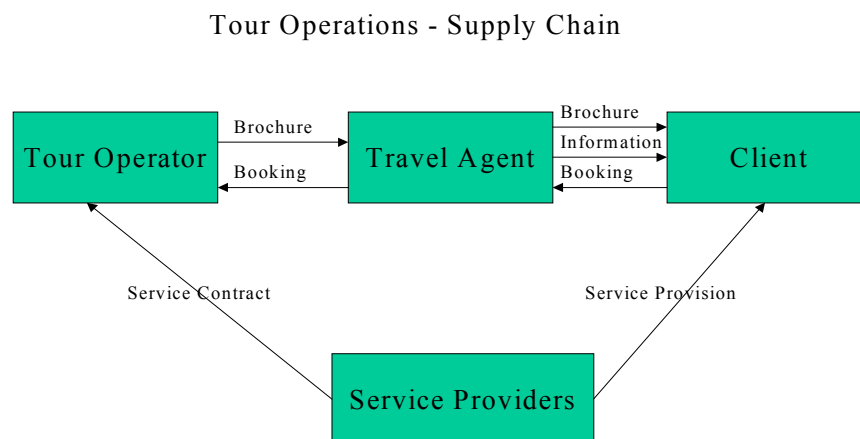 Tour Operations - Supply Chain
Brochure
Brochure
Tour Operator
Travel Agent
Information
Client
Booking
Booking
Service Contract
Service Provision
Service Providers